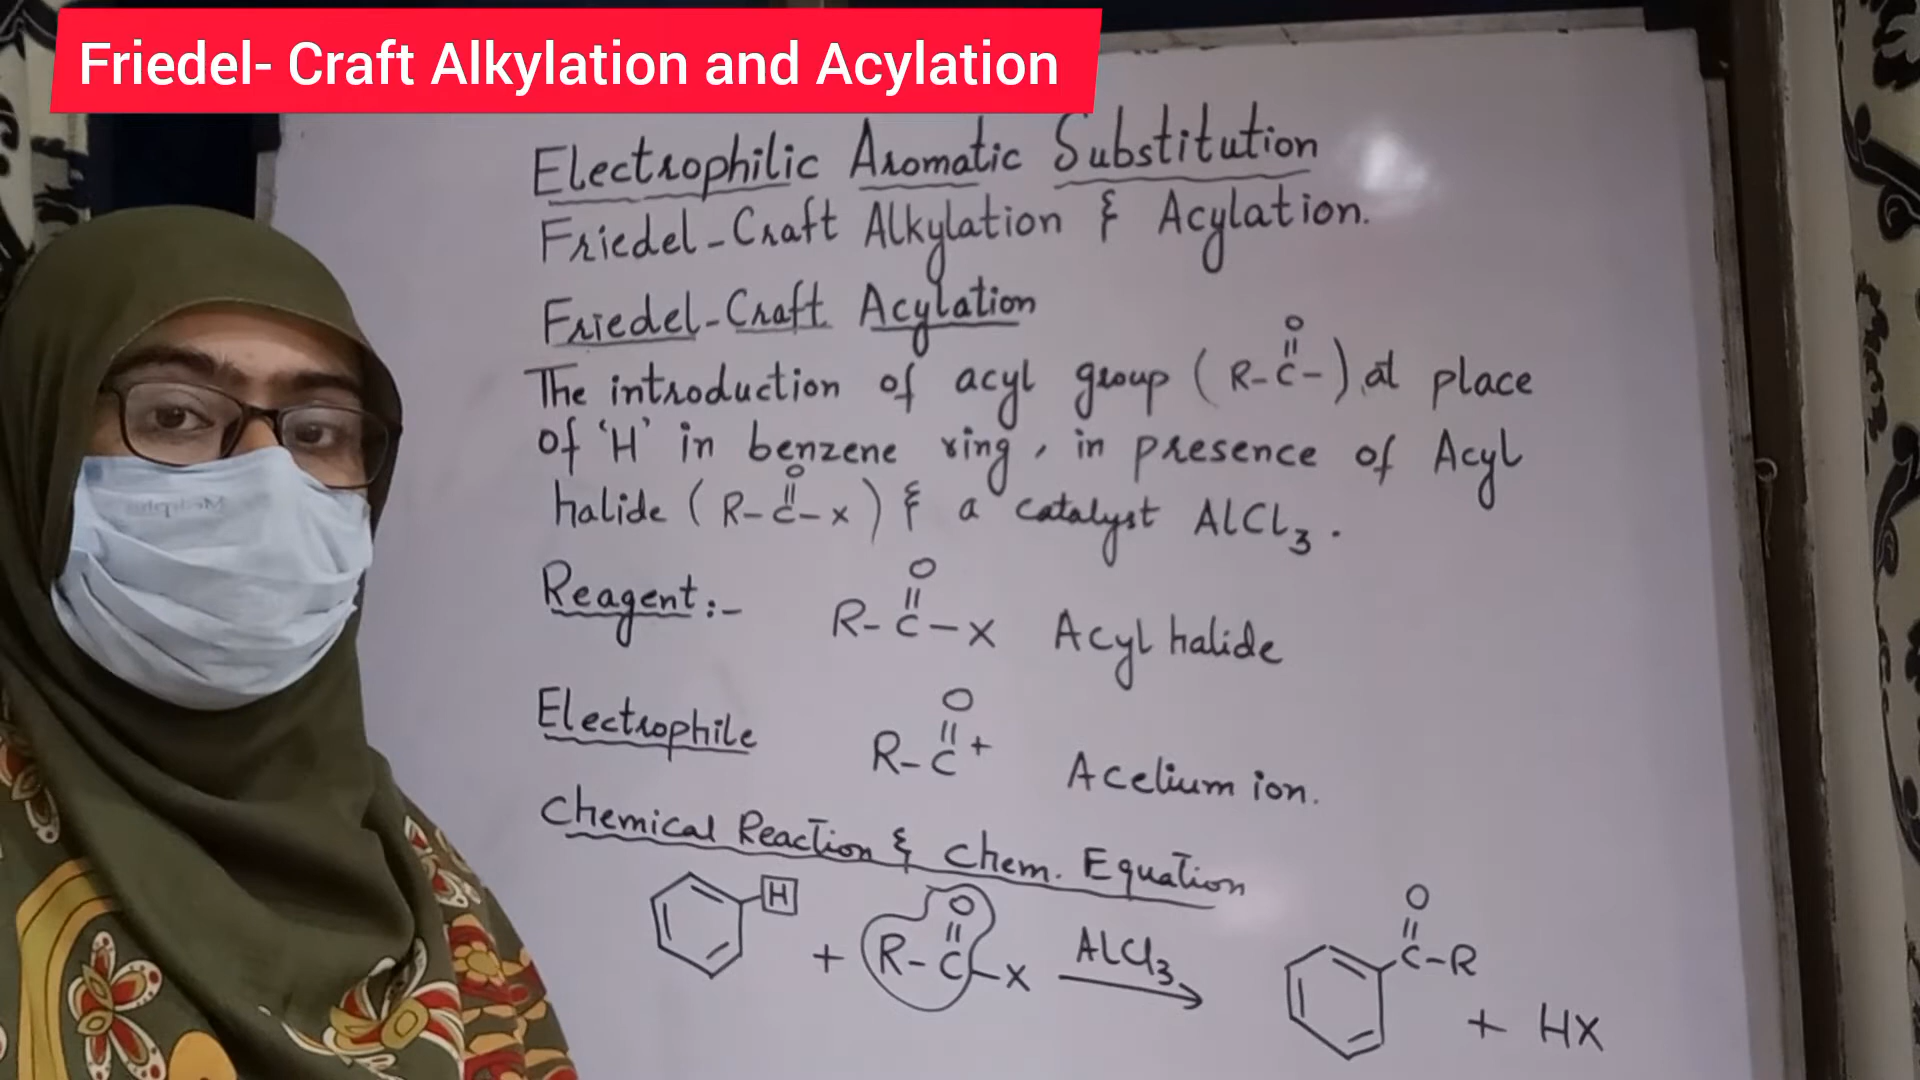 Friedel- Craft Alkylation and Acylation
Electrophilic Aromatic Substitution
Friedel-Craft Alkylation & Acylation.
Friedel-Craft Acylation
The introduction of acyl group (R-C-) at place
O
of 'H' in benzene ring, in presence of Acyl
halide (R-C-x) & a catalyst AlCl3.
O
Reagent:-
O
R-C-X Acyl halide
Electrophile
O
R-C+ Acelium ion.
Chemical Reaction & Chem. Equation
H
+ R-C-X AlCl3
O
O
C-R
+ HX